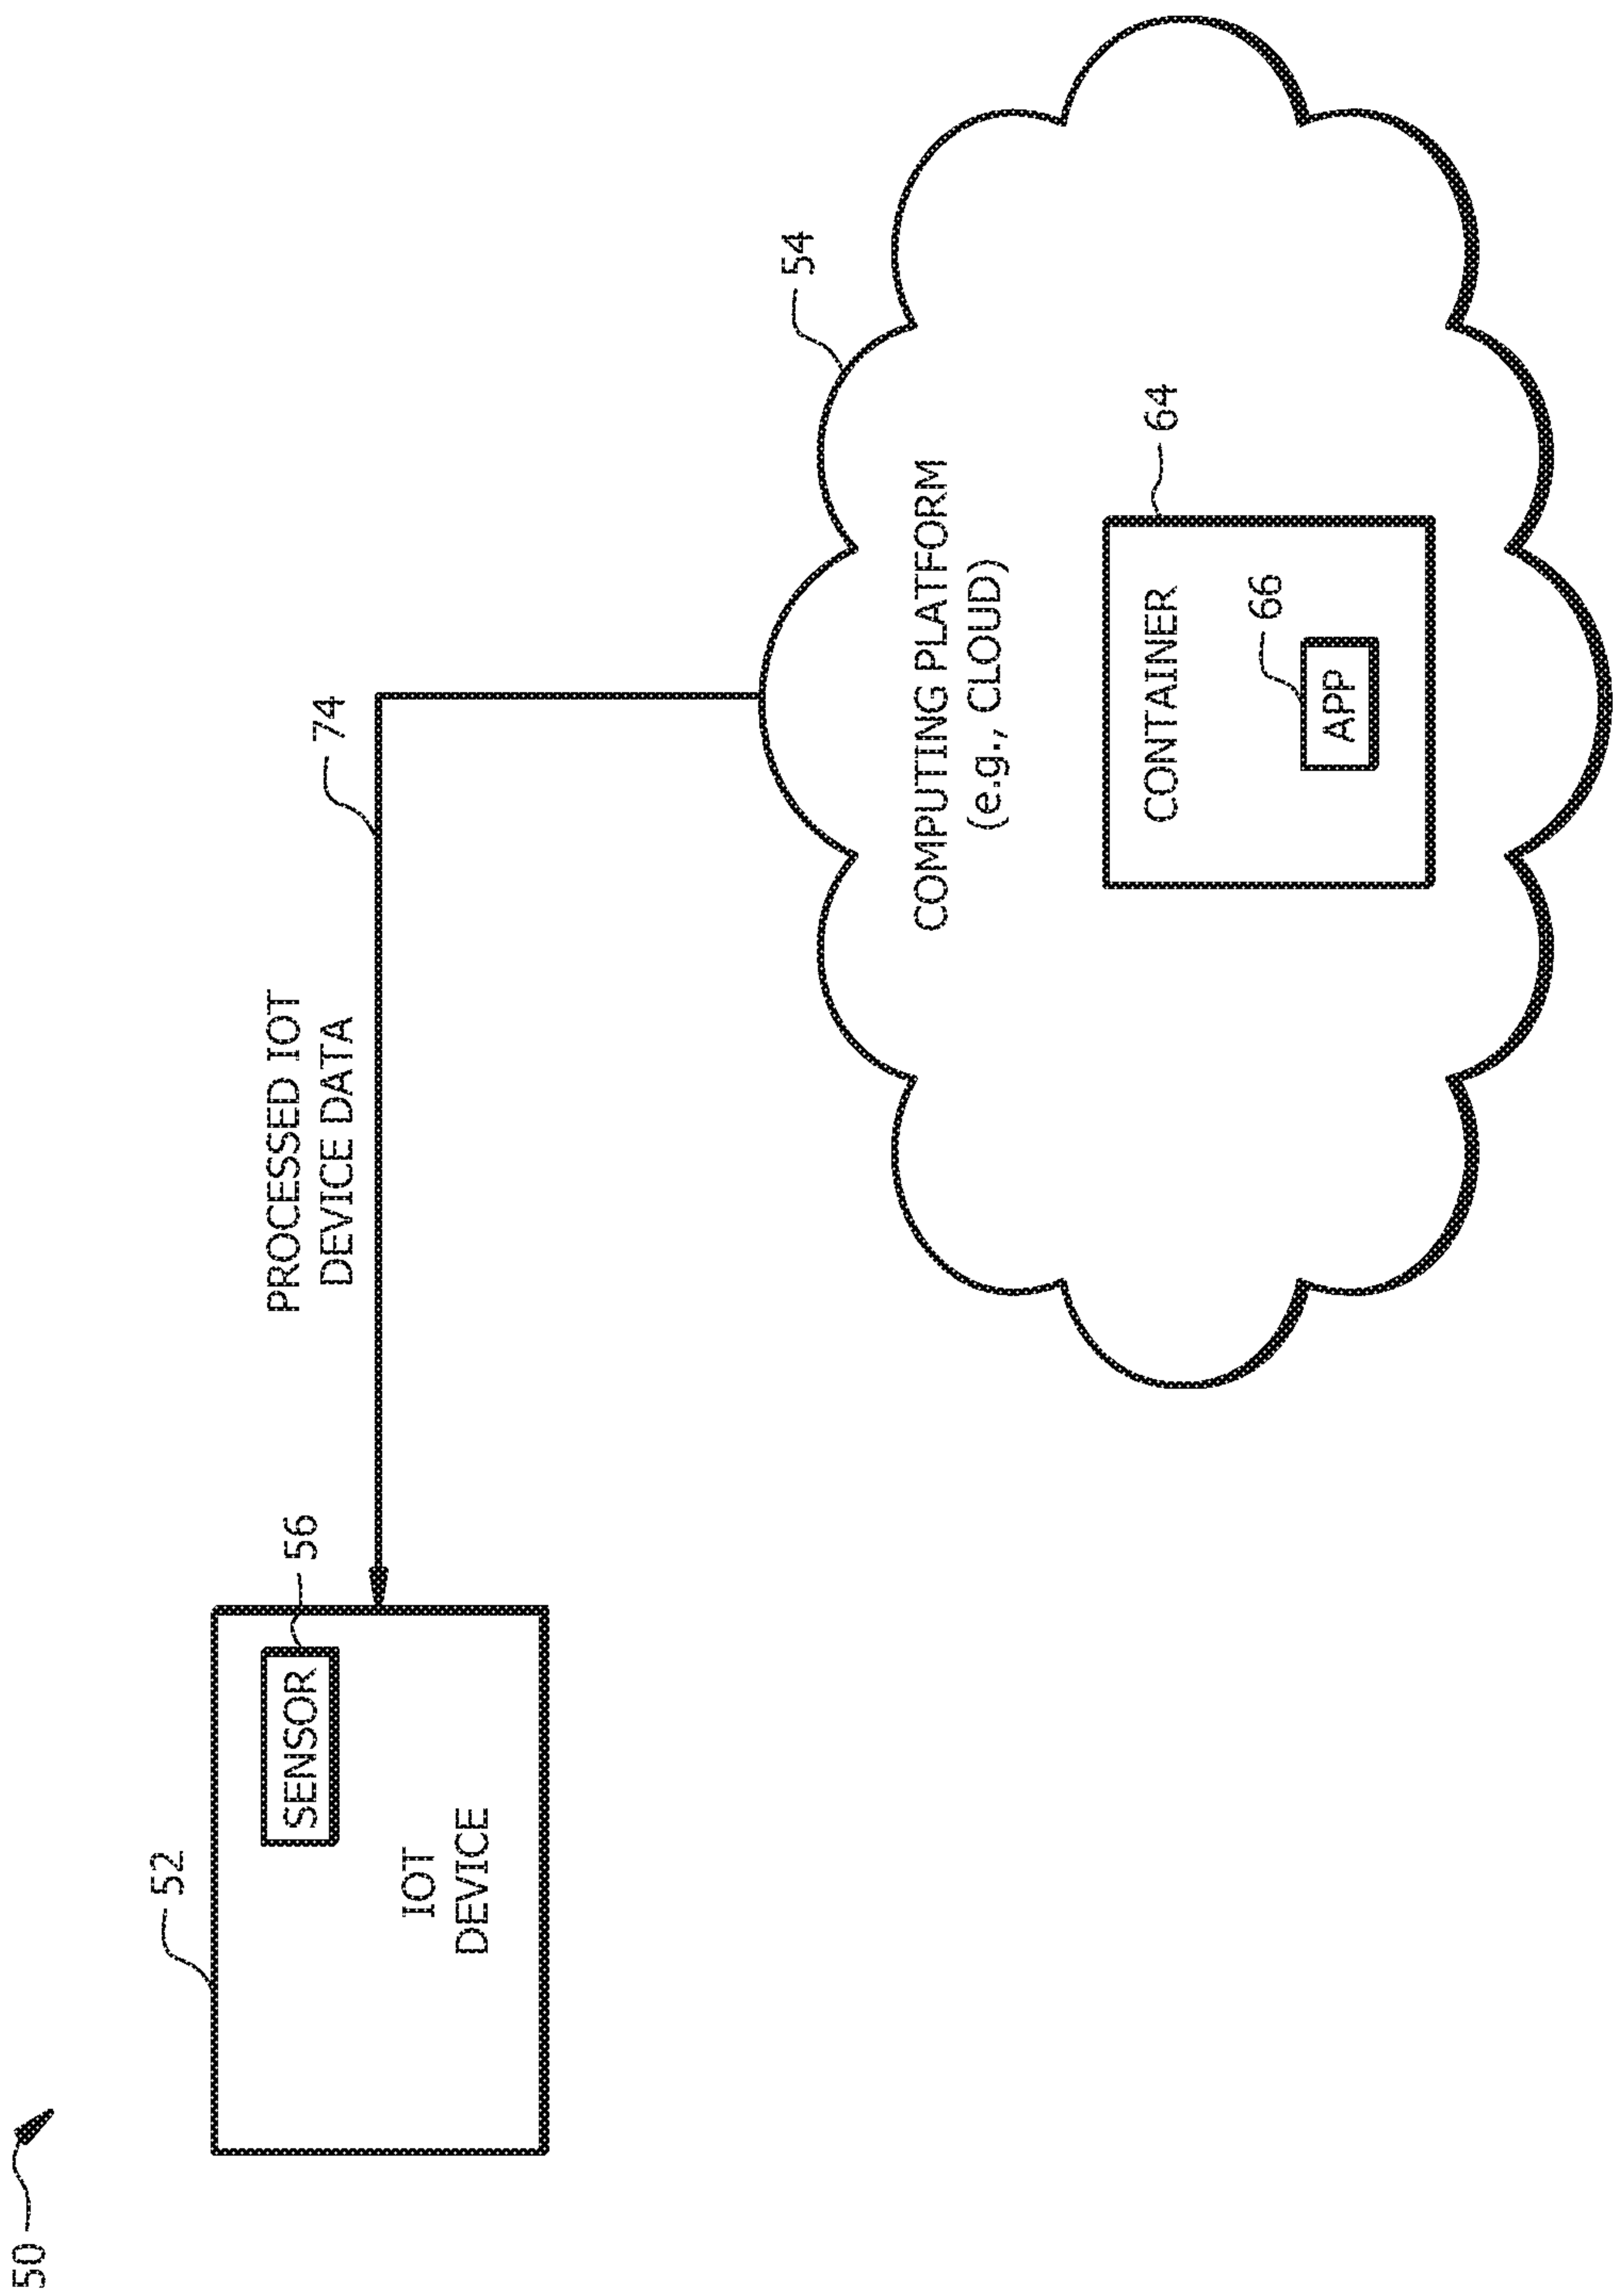 50
52
SENSOR
56
IOT
DEVICE
PROCESSED IOT
DEVICE DATA
74
54
COMPUTING PLATFORM
(e.g., CLOUD)
64
CONTAINER
66
APP